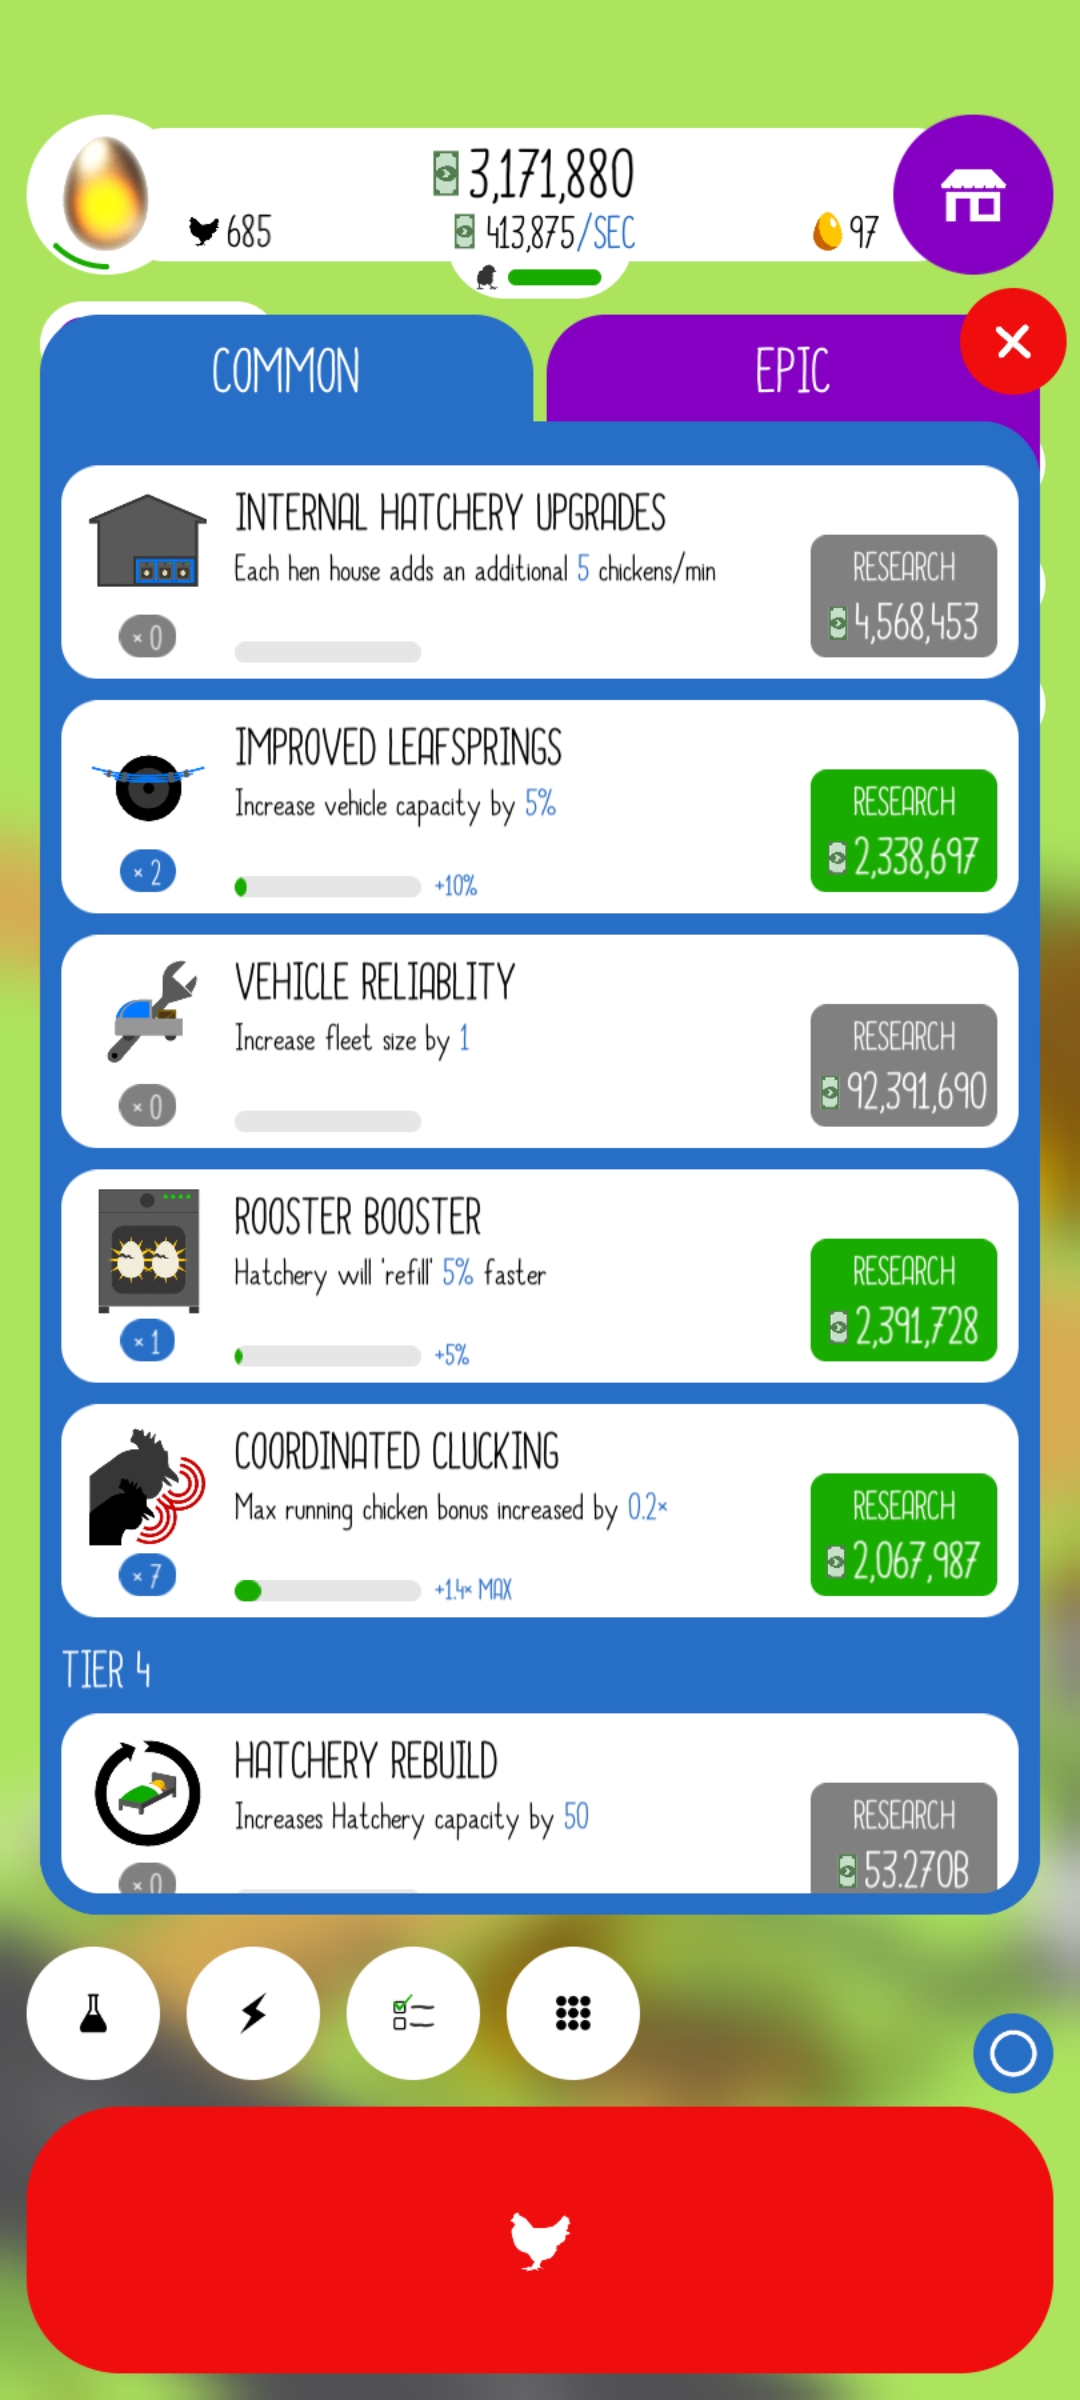 3,171,880
685
413,875/SEC
97
COMMON
EPIC
INTERNAL HATCHERY UPGRADES
Each hen house adds an additional 5 chickens/min
RESEARCH
4,568,453
× 0
IMPROVED LEAFSPRINGS
Increase vehicle capacity by 5%
RESEARCH
2,338,697
× 2
+10%
VEHICLE RELIABLITY
Increase fleet size by 1
RESEARCH
92,391,690
× 0
ROOSTER BOOSTER
Hatchery will 'refill' 5% faster
RESEARCH
2,391,728
× 1
+5%
COORDINATED CLUCKING
Max running chicken bonus increased by 0.2×
RESEARCH
2,067,987
× 7
+1.4× MAX
TIER 4
HATCHERY REBUILD
Increases Hatchery capacity by 50
RESEARCH
53.270B
× 0